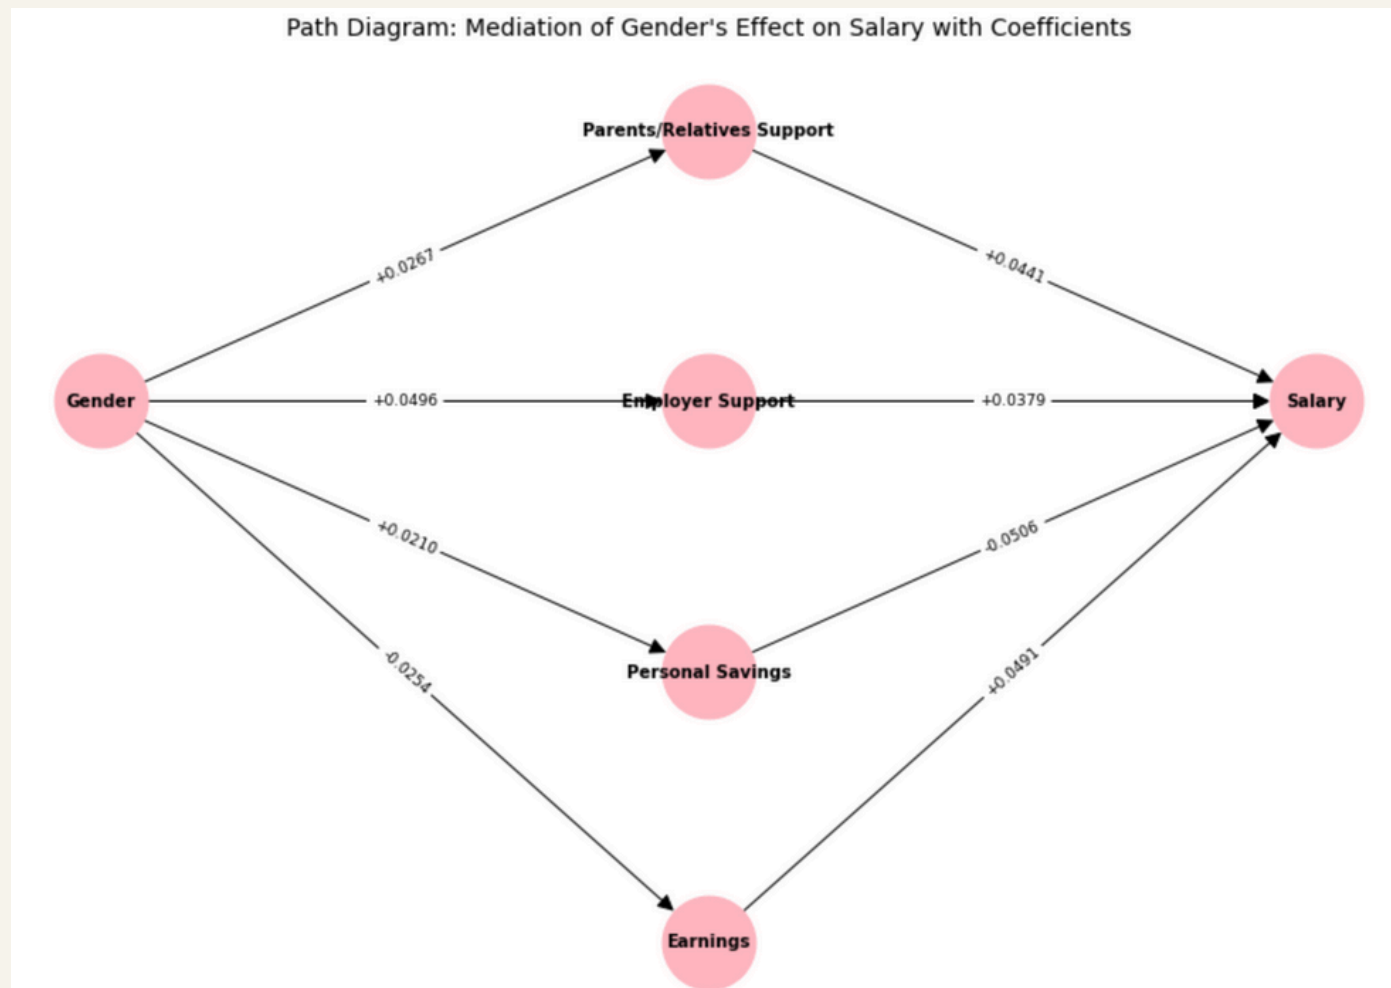 Path Diagram: Mediation of Gender's Effect on Salary with Coefficients
Parents/Relatives Support
+0.0267
+0.0441
Gender
+0.0496
Employer Support
+0.0379
Salary
+0.0210
-0.0506
Personal Savings
-0.0254
+0.0491
Earnings